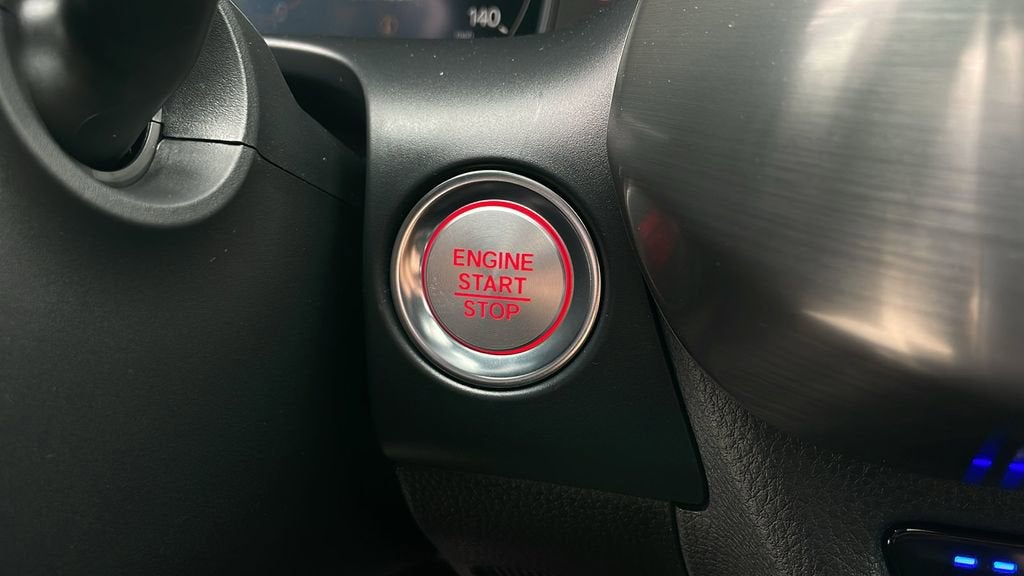 140
ENGINE
START
STOP